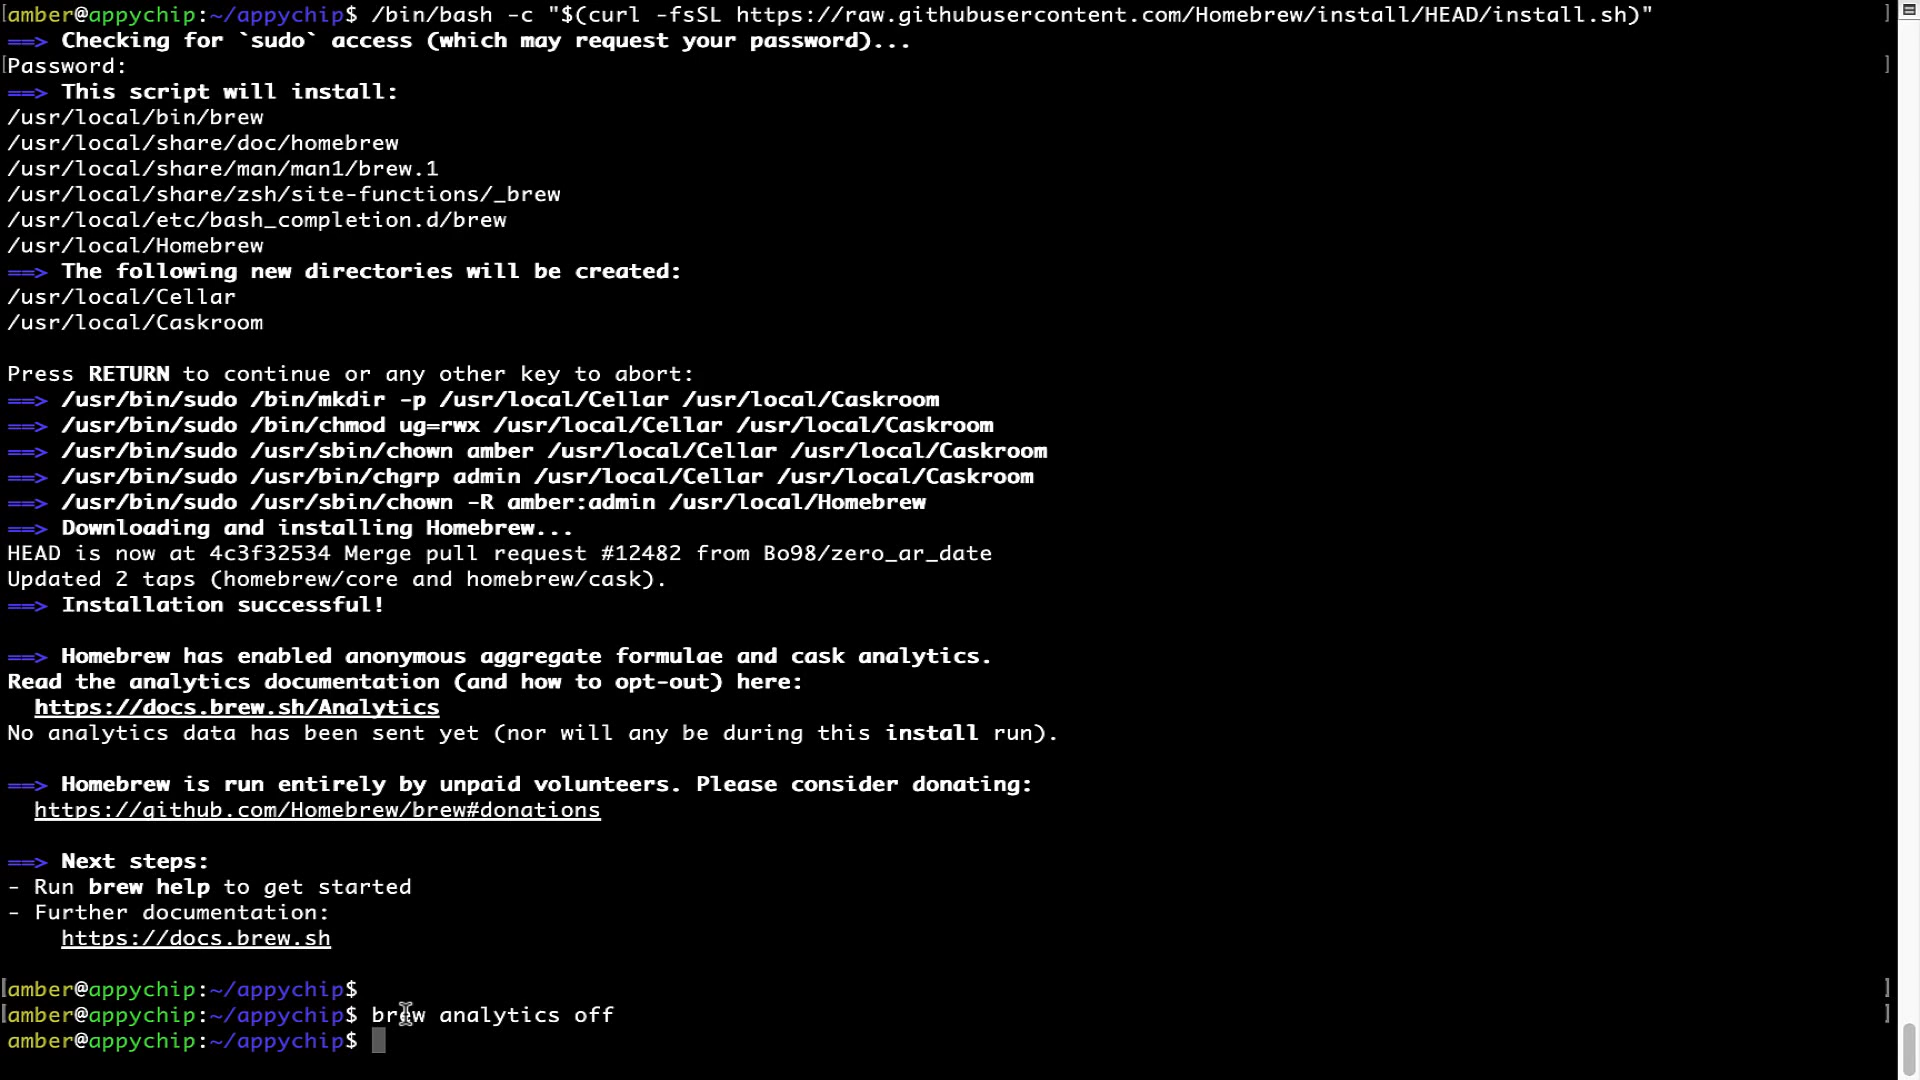 amber@appychip:~/appychip$ /bin/bash -c "$(curl -fsSL https://raw.githubusercontent.com/Homebrew/install/HEAD/install.sh)"
==> Checking for `sudo` access (which may request your password)...
Password:
==> This script will install:
/usr/local/bin/brew
/usr/local/share/doc/homebrew
/usr/local/share/man/man1/brew.1
/usr/local/share/zsh/site-functions/_brew
/usr/local/etc/bash_completion.d/brew
/usr/local/Homebrew
==> The following new directories will be created:
/usr/local/Cellar
/usr/local/Caskroom
Press RETURN to continue or any other key to abort:
==> /usr/bin/sudo /bin/mkdir -p /usr/local/Cellar /usr/local/Caskroom
==> /usr/bin/sudo /bin/chmod ug=rwx /usr/local/Cellar /usr/local/Caskroom
==> /usr/bin/sudo /usr/sbin/chown amber /usr/local/Cellar /usr/local/Caskroom
==> /usr/bin/sudo /usr/bin/chgrp admin /usr/local/Cellar /usr/local/Caskroom
==> /usr/bin/sudo /usr/sbin/chown -R amber:admin /usr/local/Homebrew
==> Downloading and installing Homebrew...
HEAD is now at 4c3f32534 Merge pull request #12482 from Bo98/zero_ar_date
Updated 2 taps (homebrew/core and homebrew/cask).
==> Installation successful!
==> Homebrew has enabled anonymous aggregate formulae and cask analytics.
Read the analytics documentation (and how to opt-out) here:
https://docs.brew.sh/Analytics
No analytics data has been sent yet (nor will any be during this install run).
==> Homebrew is run entirely by unpaid volunteers. Please consider donating:
https://github.com/Homebrew/brew#donations
==> Next steps:
- Run brew help to get started
- Further documentation:
https://docs.brew.sh
amber@appychip:~/appychip$
amber@appychip:~/appychip$ brew analytics off
amber@appychip:~/appychip$